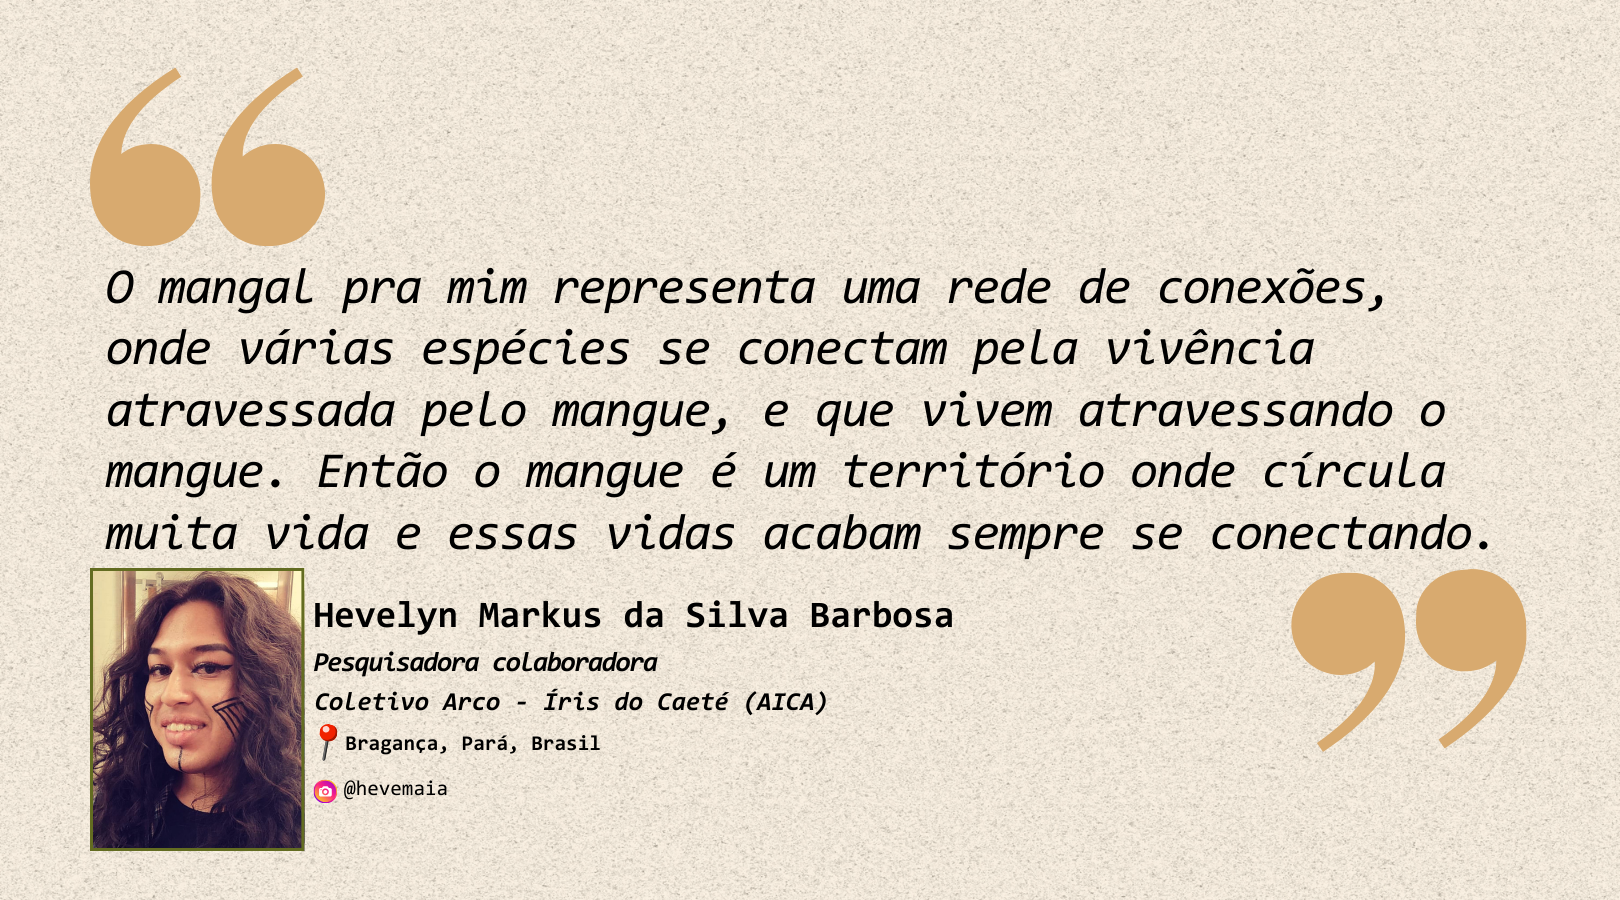 O mangal pra mim representa uma rede de conexões,
onde várias espécies se conectam pela vivência
atravessada pelo mangue, e que vivem atravessando o
mangue. Então o mangue é um território onde círcula
muita vida e essas vidas acabam sempre se conectando.
Hevelyn Markus da Silva Barbosa
Pesquisadora colaboradora
Coletivo Arco - Íris do Caeté (AICA)
Bragança, Pará, Brasil
@hevemaia